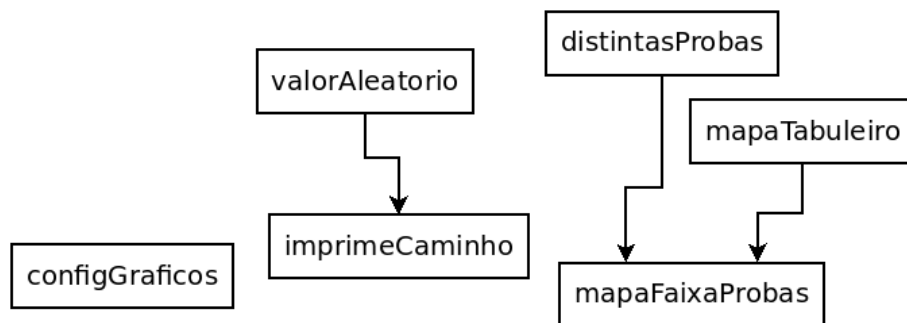 distintasProbas
valorAleatorio
mapaTabuleiro
imprimeCaminho
configGraficos
mapaFaixaProbas